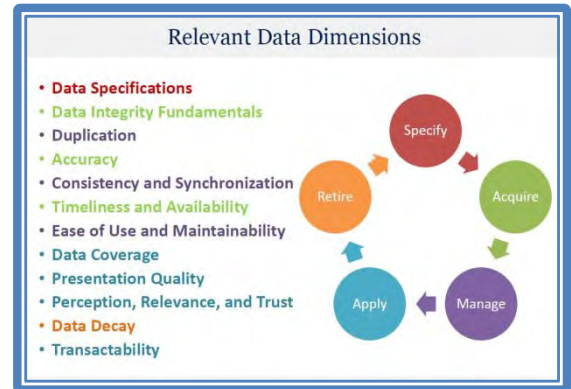 Relevant Data Dimensions
• Data Specifications
• Data Integrity Fundamentals
• Duplication
• Accuracy
• Consistency and Synchronization
• Timeliness and Availability
• Ease of Use and Maintainability
• Data Coverage
• Presentation Quality
• Perception, Relevance, and Trust
• Data Decay
• Transactability
Specify
Acquire
Manage
Apply
Retire